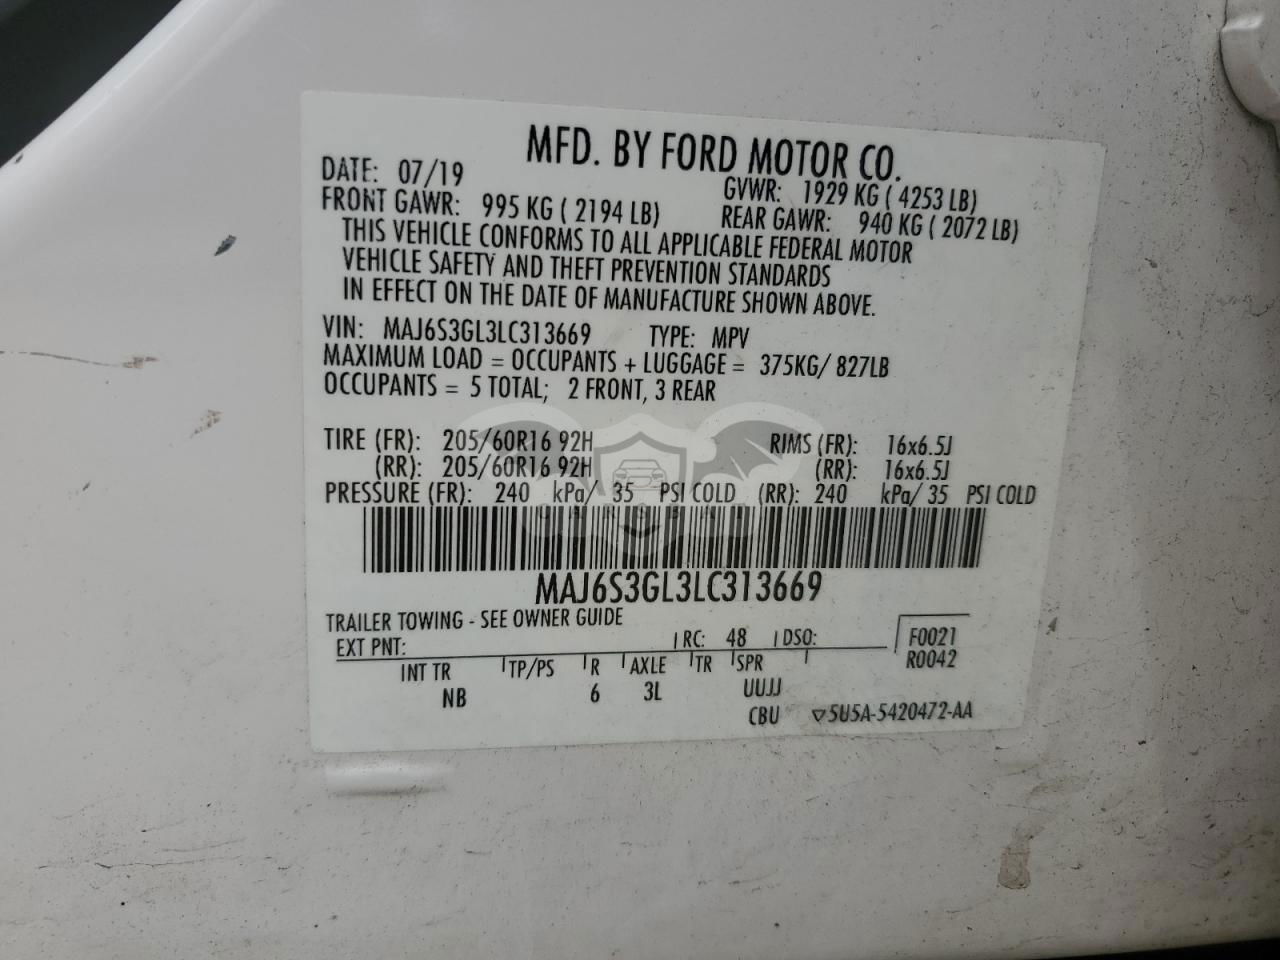 MFD. BY FORD MOTOR CO.
DATE: 07/19 GVWR: 1929 KG ( 4253 LB)
FRONT GAWR: 995 KG ( 2194 LB) REAR GAWR: 940 KG ( 2072 LB)
THIS VEHICLE CONFORMS TO ALL APPLICABLE FEDERAL MOTOR
VEHICLE SAFETY AND THEFT PREVENTION STANDARDS
IN EFFECT ON THE DATE OF MANUFACTURE SHOWN ABOVE.
VIN: MAJ6S3GL3LC313669 TYPE: MPV
MAXIMUM LOAD = OCCUPANTS + LUGGAGE = 375KG/ 827LB
OCCUPANTS = 5 TOTAL; 2 FRONT, 3 REAR
TIRE (FR): 205/60R16 92H RIMS (FR): 16x6.5J
(RR): 205/60R16 92H (RR): 16x6.5J
PRESSURE (FR): 240 kPa/ 35 PSI COLD (RR): 240 kPa/ 35 PSI COLD
MAJ6S3GL3LC313669
TRAILER TOWING - SEE OWNER GUIDE
EXT PNT: RC: 48 DSO: F0021
R0042
INT TR TP/PS R AXLE TR SPR
NB 6 3L UUJJ
CBU 5U5A-5420472-AA